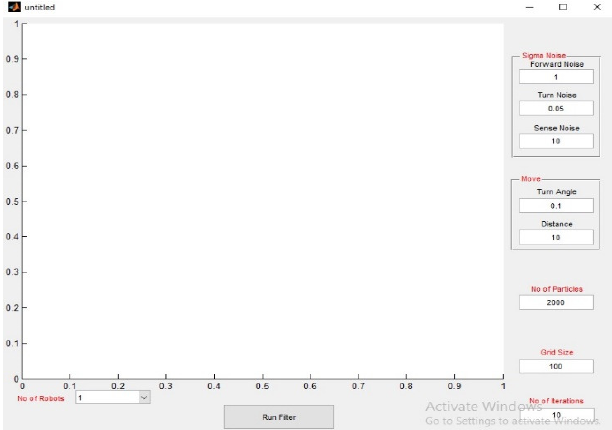 untitled
1
0.9
0.8
0.7
0.6
0.5
0.4
0.3
0.2
0.1
0
0 0.1 0.2 0.3 0.4 0.5 0.6 0.7 0.8 0.9 1
Sigma Noise
Forward Noise
1
Turn Noise
0.05
Sense Noise
10
Move
Turn Angle
0.1
Distance
10
No of Particles
2000
Grid Size
100
No of Iterations
10
No of Robots 1
Run Filter
Activate Windows
Go to Settings to activate Windows.